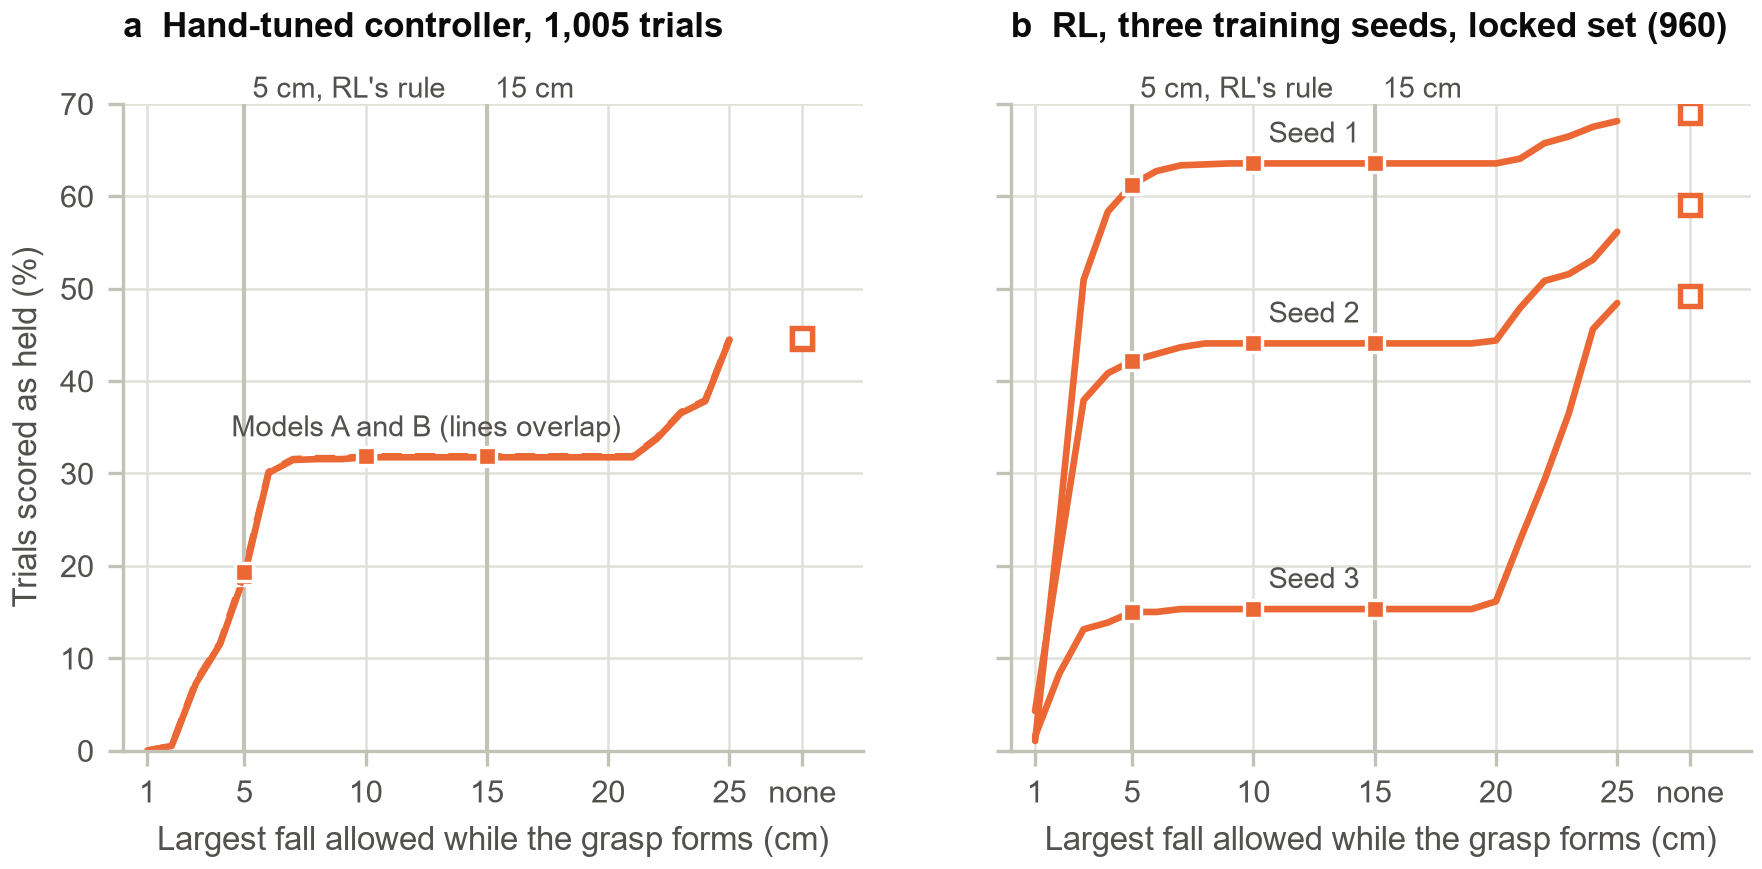 a Hand-tuned controller, 1,005 trials
5 cm, RL's rule 15 cm
Trials scored as held (%)
70
60
50
40
30
20
10
0
Models A and B (lines overlap)
1 5 10 15 20 25 none
Largest fall allowed while the grasp forms (cm)
b RL, three training seeds, locked set (960)
5 cm, RL's rule 15 cm
Seed 1
Seed 2
Seed 3
1 5 10 15 20 25 none
Largest fall allowed while the grasp forms (cm)